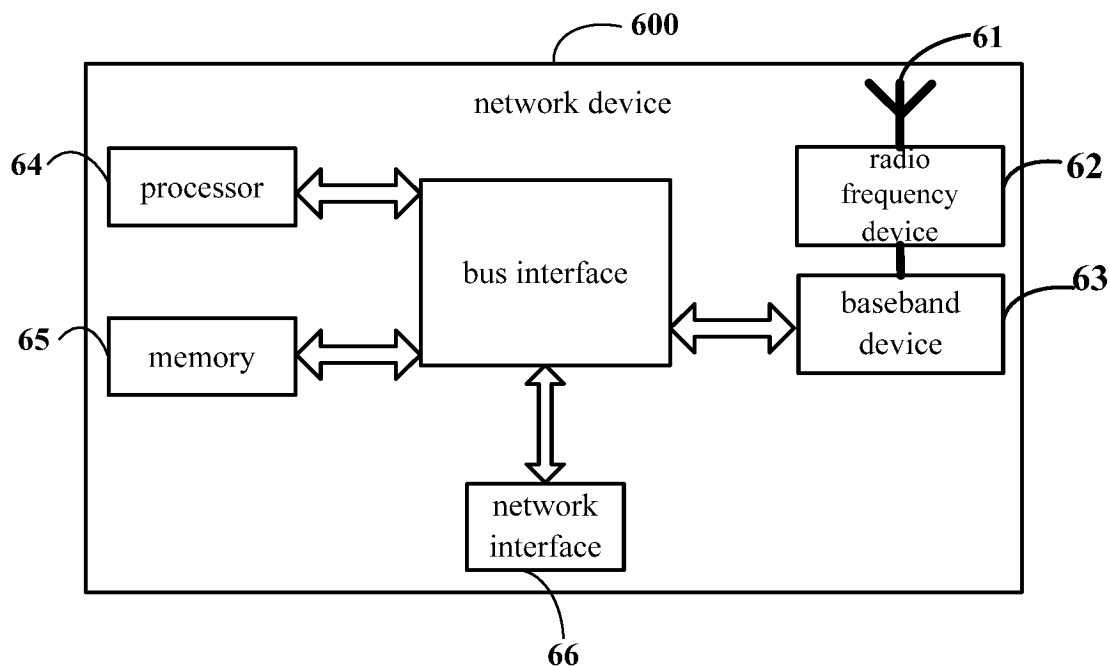 600
61
network device
64
processor
radio
frequency
device
62
bus interface
baseband
device
63
65
memory
network
interface
66